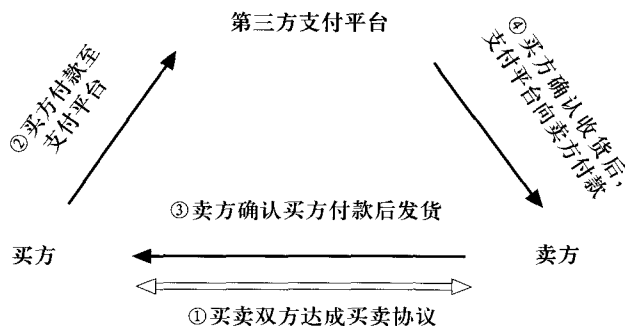 第三方支付平台
②买方付款至
支付平台
④买方确认收货后,
支付平台向卖方付款
③卖方确认买方付款后发货
买方
卖方
①买卖双方达成买卖协议